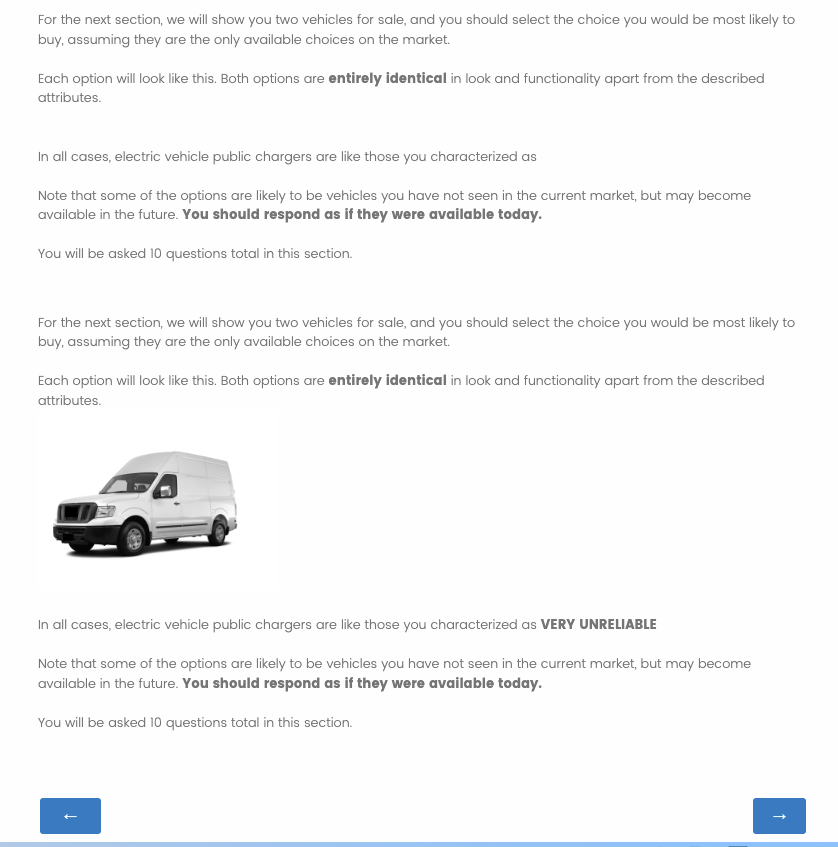 For the next section, we will show you two vehicles for sale, and you should select the choice you would be most likely to
buy, assuming they are the only available choices on the market.
Each option will look like this. Both options are entirely identical in look and functionality apart from the described
attributes.
In all cases, electric vehicle public chargers are like those you characterized as
Note that some of the options are likely to be vehicles you have not seen in the current market, but may become
available in the future. You should respond as if they were available today.
You will be asked 10 questions total in this section.
For the next section, we will show you two vehicles for sale, and you should select the choice you would be most likely to
buy, assuming they are the only available choices on the market.
Each option will look like this. Both options are entirely identical in look and functionality apart from the described
attributes.
In all cases, electric vehicle public chargers are like those you characterized as VERY UNRELIABLE
Note that some of the options are likely to be vehicles you have not seen in the current market, but may become
available in the future. You should respond as if they were available today.
You will be asked 10 questions total in this section.
← →